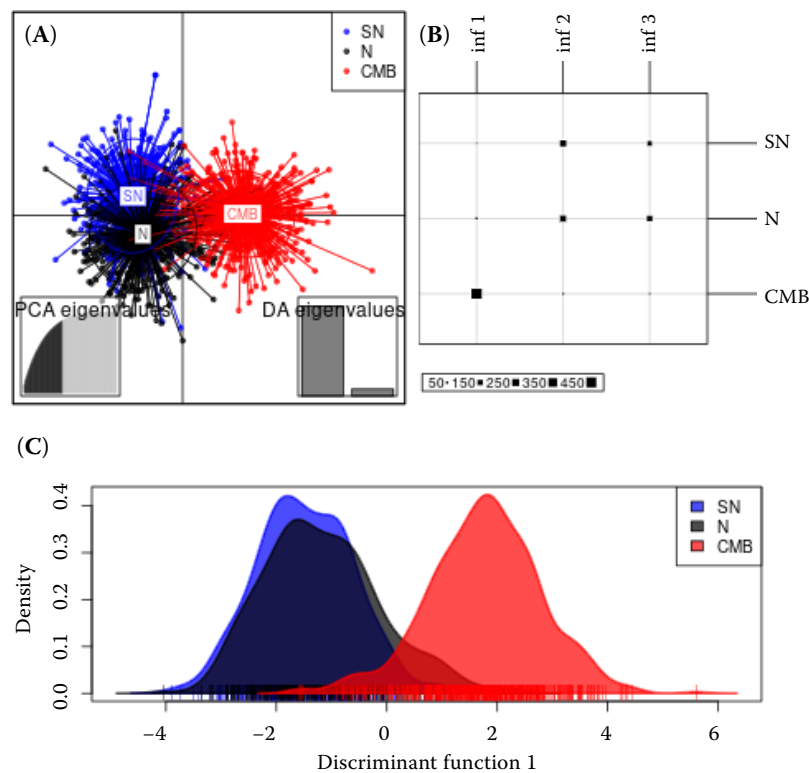 (A)
SN
N
CMB
SN
N
CMB
PCA eigenvalues
DA eigenvalues
(B)
inf 1
inf 2
inf 3
SN
N
CMB
50 150 250 350 450
(C)
SN
N
CMB
Density
0.4
0.3
0.2
0.1
0.0
–4 –2 0 2 4 6
Discriminant function 1